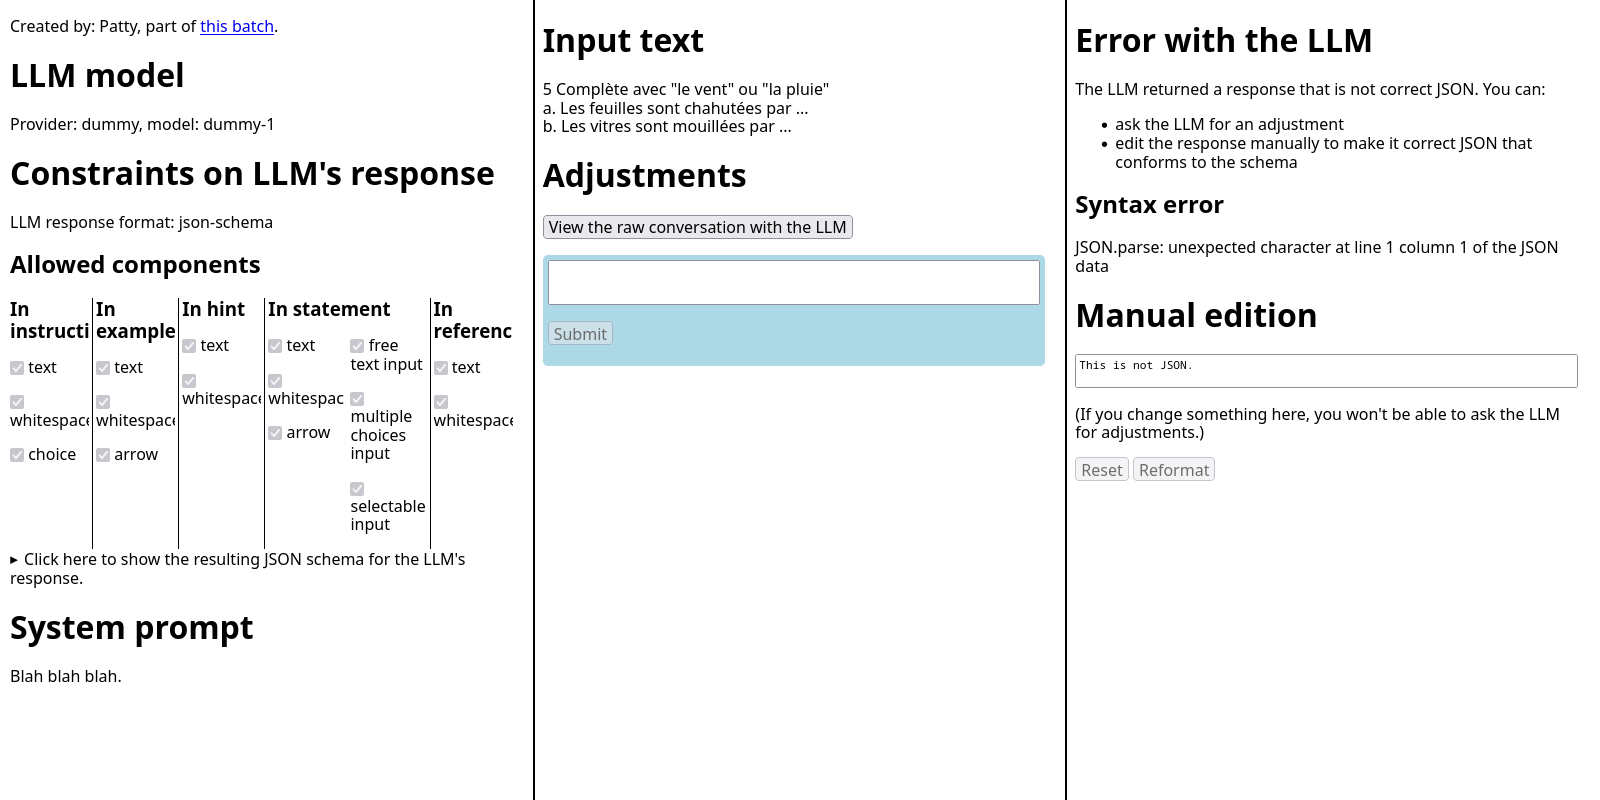 Created by: Patty, part of this batch.
LLM model
Provider: dummy, model: dummy-1
Constraints on LLM's response
LLM response format: json-schema
Allowed components
In
instructi
text
whitespace
choice
In
example
text
whitespace
arrow
In hint
text
whitespace
In statement
text
whitespac
arrow
free
text input
multiple
choices
input
selectable
input
In
referenc
text
whitespace
▸ Click here to show the resulting JSON schema for the LLM's
response.
System prompt
Blah blah blah.
Input text
5 Complète avec "le vent" ou "la pluie"
a. Les feuilles sont chahutées par ...
b. Les vitres sont mouillées par ...
Adjustments
View the raw conversation with the LLM
Submit
Error with the LLM
The LLM returned a response that is not correct JSON. You can:
• ask the LLM for an adjustment
• edit the response manually to make it correct JSON that
conforms to the schema
Syntax error
JSON.parse: unexpected character at line 1 column 1 of the JSON
data
Manual edition
This is not JSON.
(If you change something here, you won't be able to ask the LLM
for adjustments.)
Reset Reformat